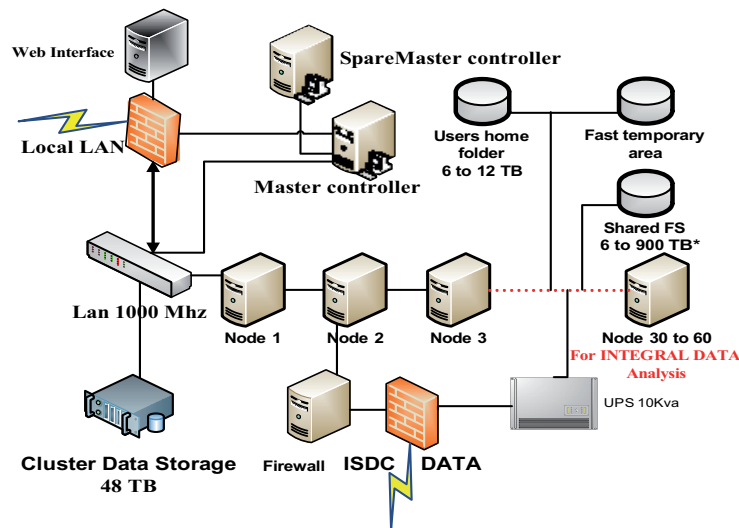 Web Interface
SpareMaster controller
Local LAN
Master controller
Users home
folder
6 to 12 TB
Fast temporary
area
Shared FS
6 to 900 TB*
Lan 1000 Mhz
Node 1
Node 2
Node 3
Node 30 to 60
For INTEGRAL DATA
Analysis
UPS 10Kva
Cluster Data Storage
48 TB
Firewall
ISDC
DATA